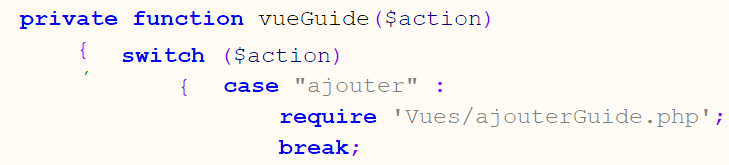 private function vueGuide($action)
{ switch ($action)
{ case "ajouter" :
require 'Vues/ajouterGuide.php';
break;